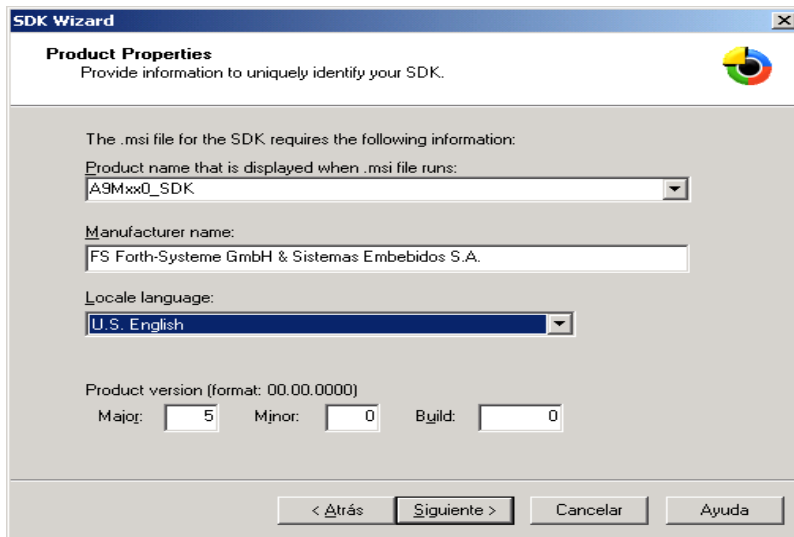 SDK Wizard
Product Properties
Provide information to uniquely identify your SDK.
The .msi file for the SDK requires the following information:
Product name that is displayed when .msi file runs:
A9Mxx0_SDK
Manufacturer name:
FS Forth-Systeme GmbH & Sistemas Embebidos S.A.
Locale language:
U.S. English
Product version (format: 00.00.0000)
Major: 5 Minor: 0 Build: 0
< Atrás Siguiente > Cancelar Ayuda